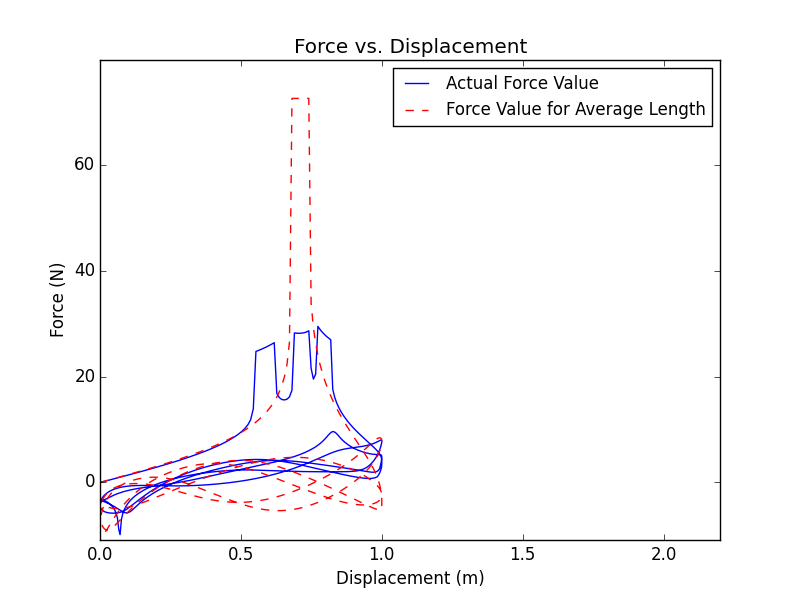 Force vs. Displacement
Actual Force Value
Force Value for Average Length
60
40
20
0
Force (N)
0.0
0.5
1.0
1.5
2.0
Displacement (m)